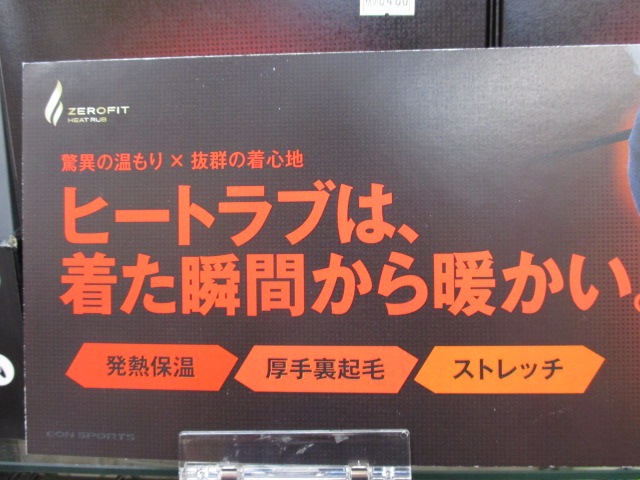 ZEROFIT
HEAT RUB
驚異の温もり × 抜群の着心地
ヒートラブは、
着た瞬間から暖かい。
発熱保温
厚手裏起毛
ストレッチ
EON SPORTS